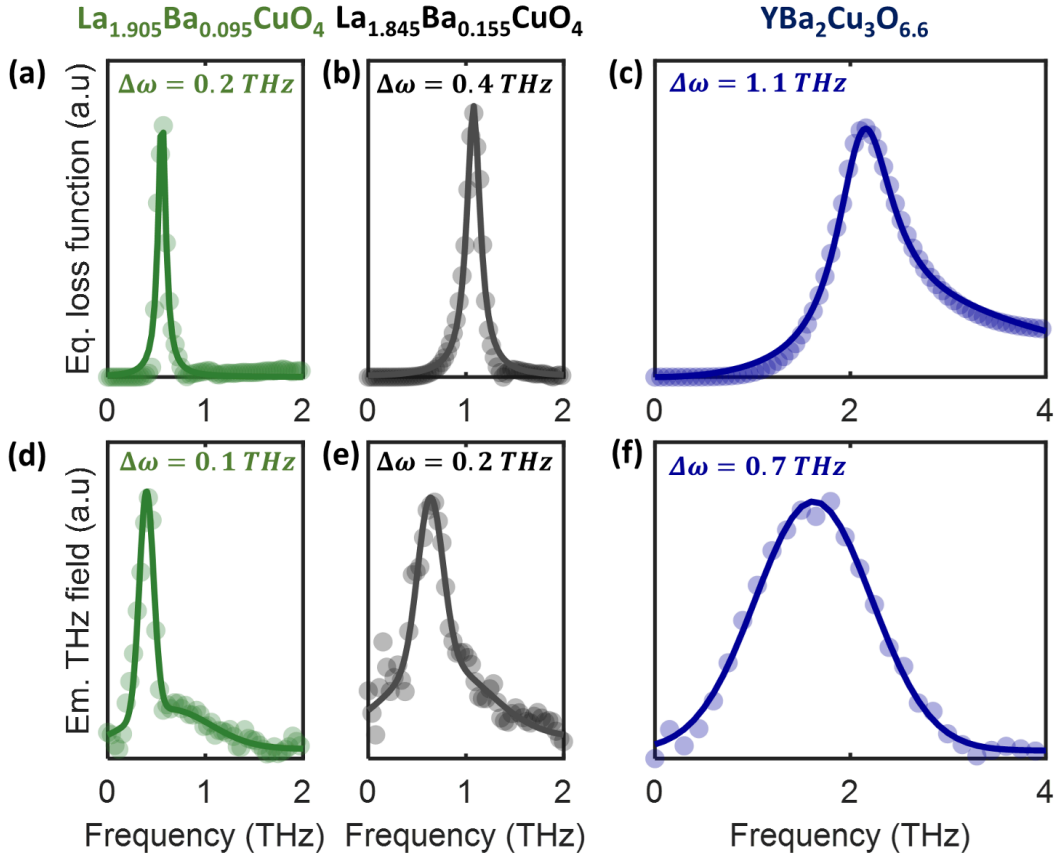 La₁.₉₀₅Ba₀.₀₉₅CuO₄ La₁.₈₄₅Ba₀.₁₅₅CuO₄ YBa₂Cu₃O₆.₆
(a) (b) (c)
Δω = 0.2 THz Δω = 0.4 THz Δω = 1.1 THz
Eq. loss function (a.u)
0 1 2 0 1 2 0 2 4
(d) (e) (f)
Δω = 0.1 THz Δω = 0.2 THz Δω = 0.7 THz
Em. THz field (a.u)
0 1 2 0 1 2 0 2 4
Frequency (THz) Frequency (THz) Frequency (THz)